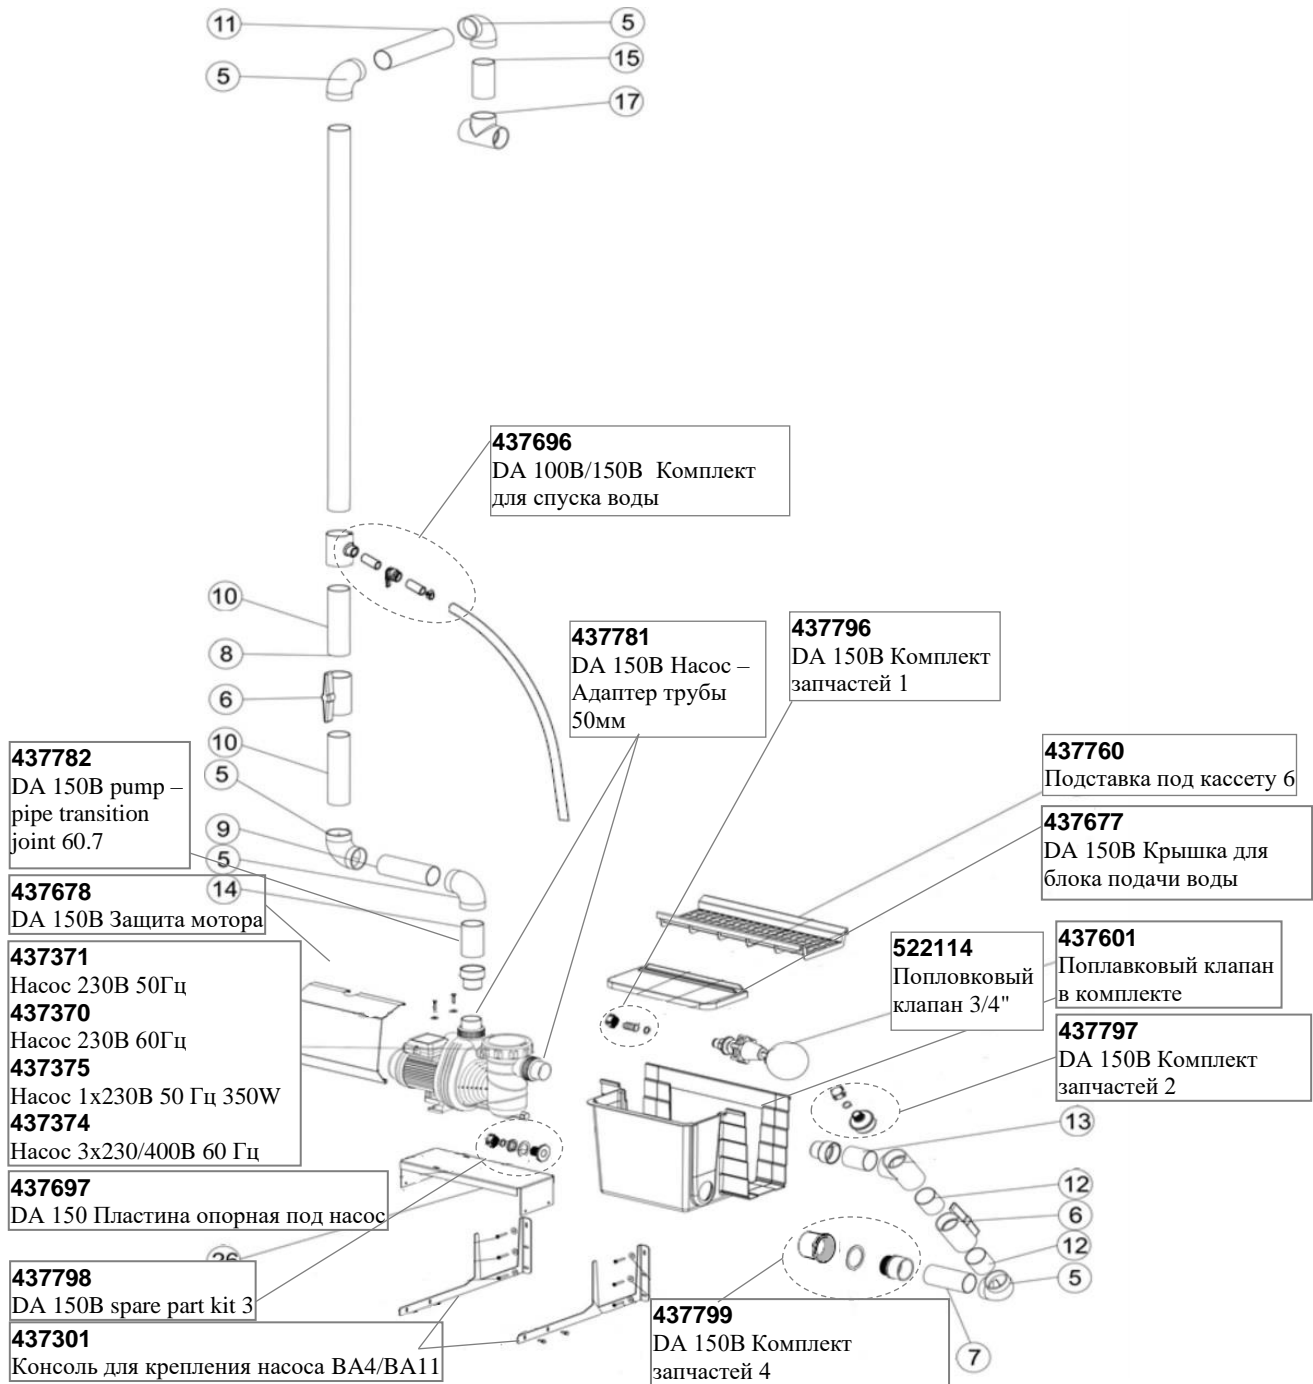 11
5
5
15
17
437696
DA 100B/150B Комплект
для спуска воды
10
8
6
10
5
9
5
14
437781
DA 150B Насос –
Адаптер трубы
50мм
437796
DA 150B Комплект
запчастей 1
437782
DA 150B pump –
pipe transition
joint 60.7
437760
Подставка под кассету 6
437677
DA 150B Крышка для
блока подачи воды
437678
DA 150B Защита мотора
437371
Насос 230В 50Гц
437370
Насос 230В 60Гц
437375
Насос 1x230В 50 Гц 350W
437374
Насос 3x230/400В 60 Гц
522114
Попловковый
клапан 3/4"
437601
Поплавковый клапан
в комплекте
437797
DA 150B Комплект
запчастей 2
13
12
6
12
5
7
437697
DA 150 Пластина опорная под насос
26
437798
DA 150B spare part kit 3
437301
Консоль для крепления насоса BA4/BA11
437799
DA 150B Комплект
запчастей 4